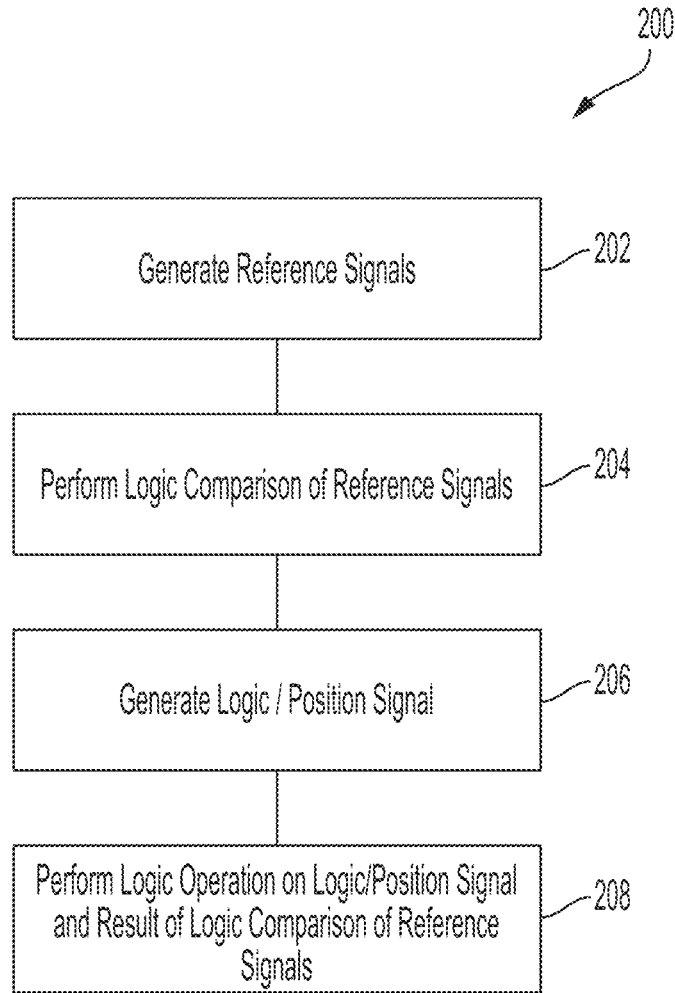 200
Generate Reference Signals
202
Perform Logic Comparison of Reference Signals
204
Generate Logic / Position Signal
206
Perform Logic Operation on Logic/Position Signal
and Result of Logic Comparison of Reference
Signals
208